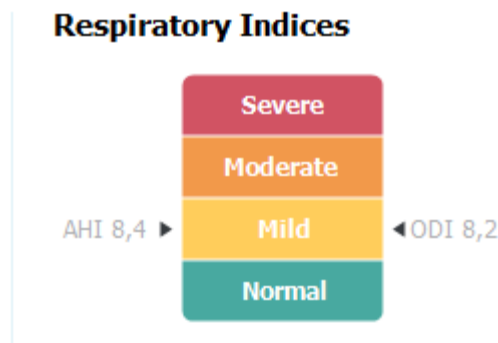 Respiratory Indices
Severe
Moderate
AHI 8,4 Mild ODI 8,2
Normal